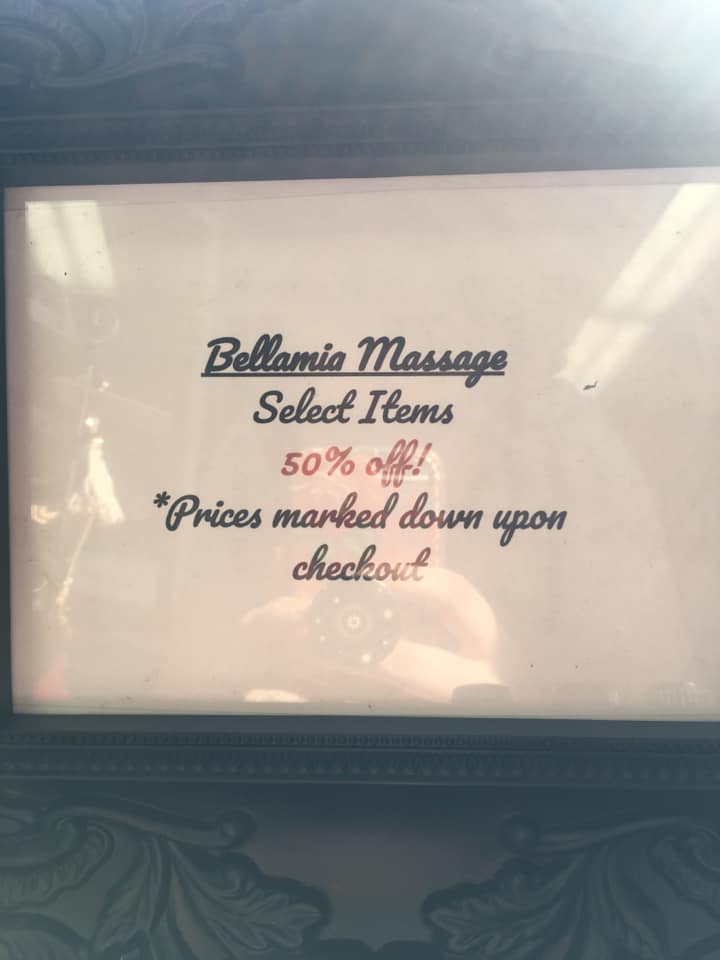 Bellamia Massage
Select Items
50% off!
*Prices marked down upon
checkout